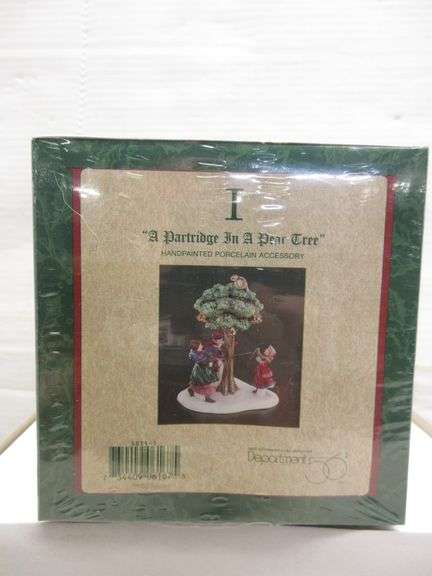 I
"A Partridge In A Pear Tree"
HANDPAINTED PORCELAIN ACCESSORY
Department 56